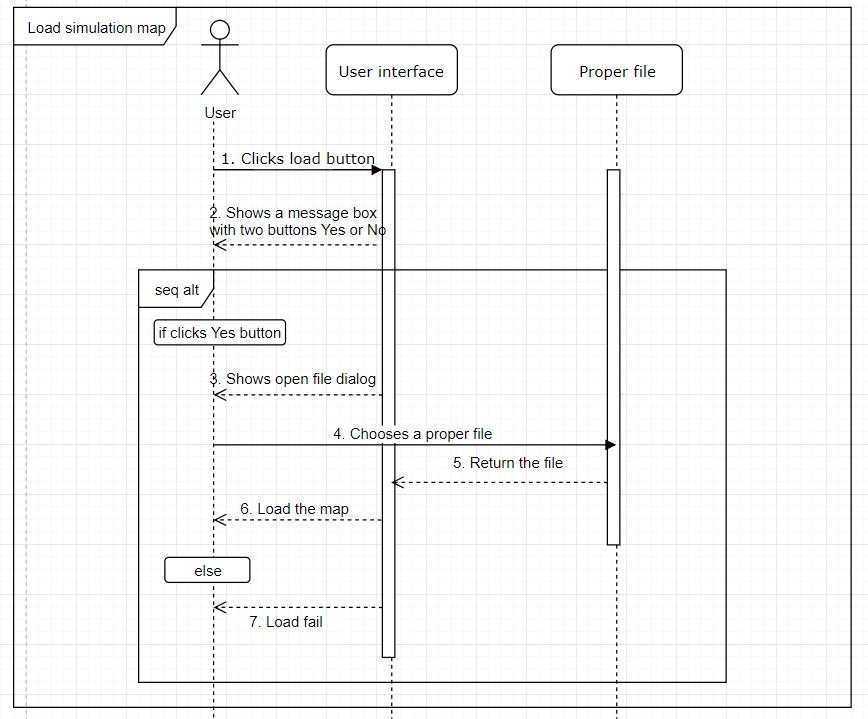 Load simulation map
User
User interface
Proper file
1. Clicks load button
2. Shows a message box
with two buttons Yes or No
seq alt
if clicks Yes button
3. Shows open file dialog
4. Chooses a proper file
5. Return the file
6. Load the map
else
7. Load fail